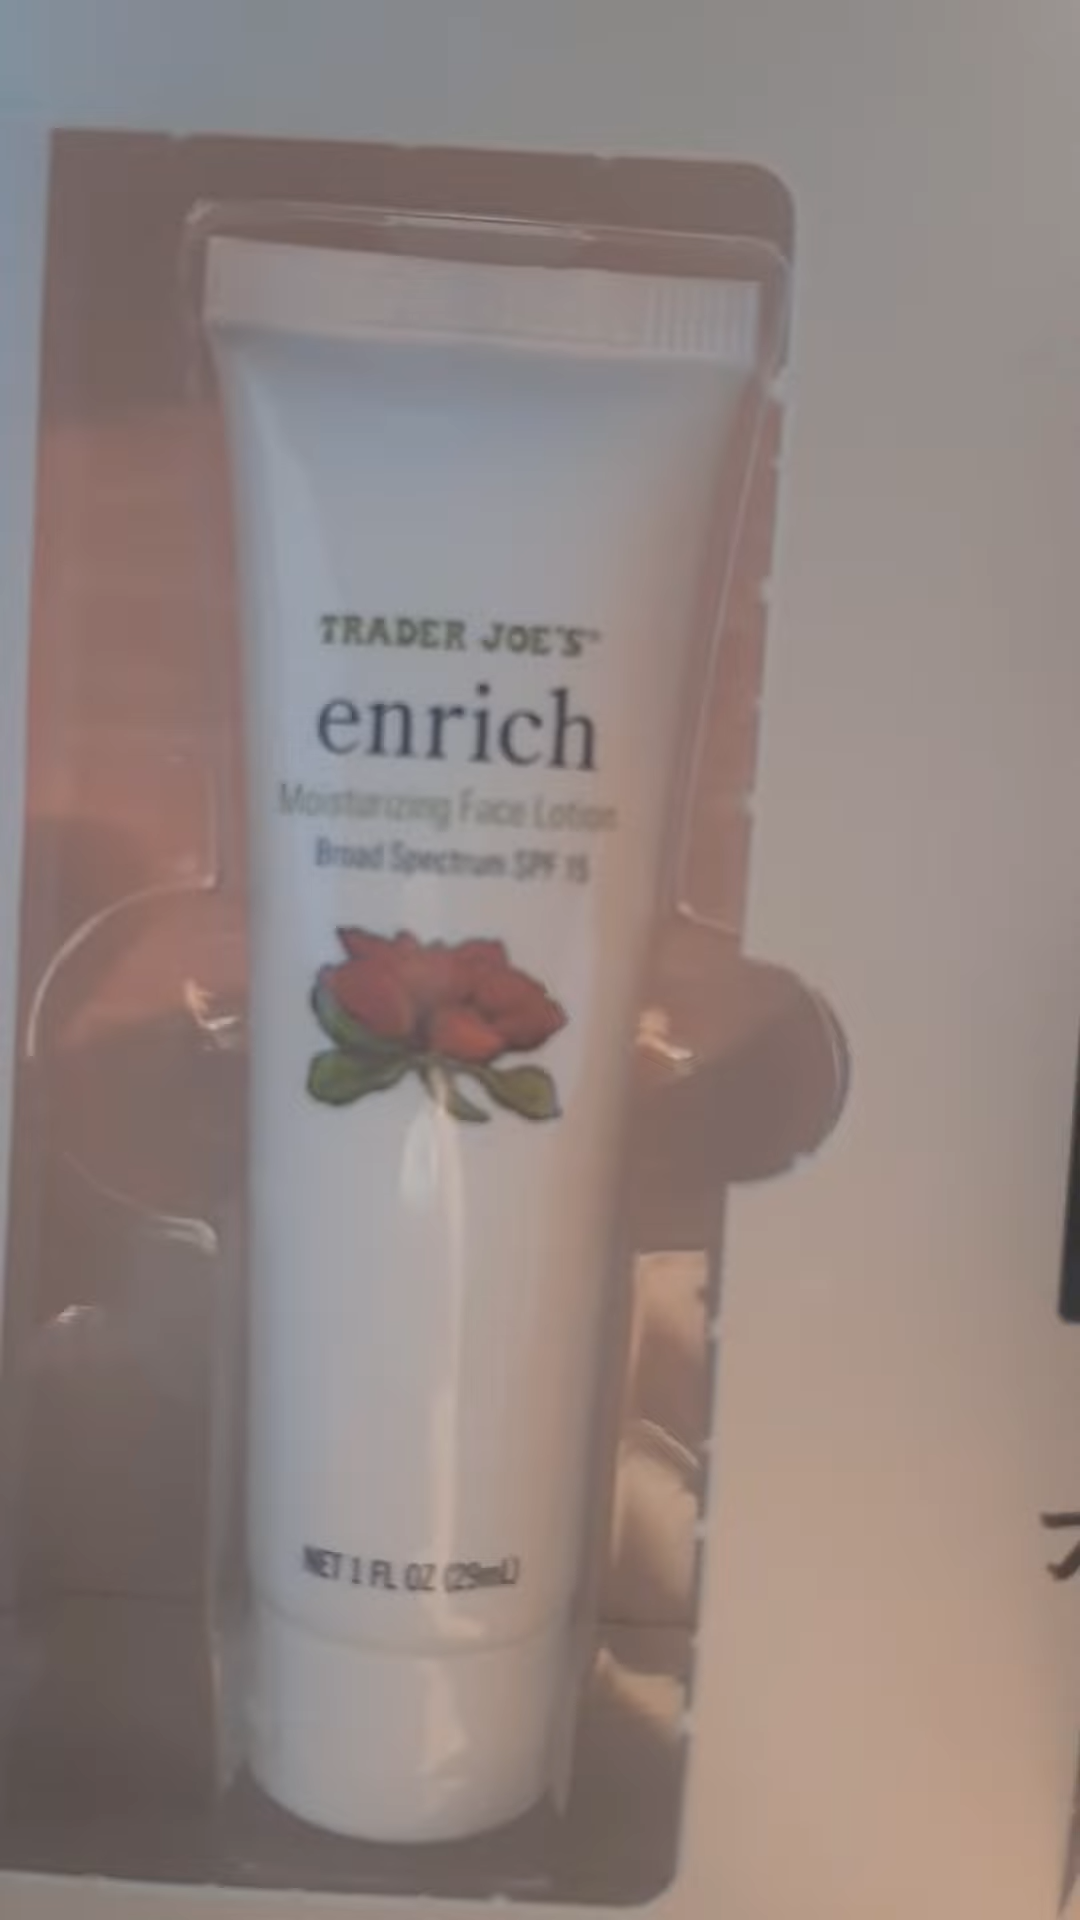 TRADER JOE'S®
enrich
Moisturizing Face Lotion
Broad Spectrum SPF 15
NET 1 FL OZ (29mL)